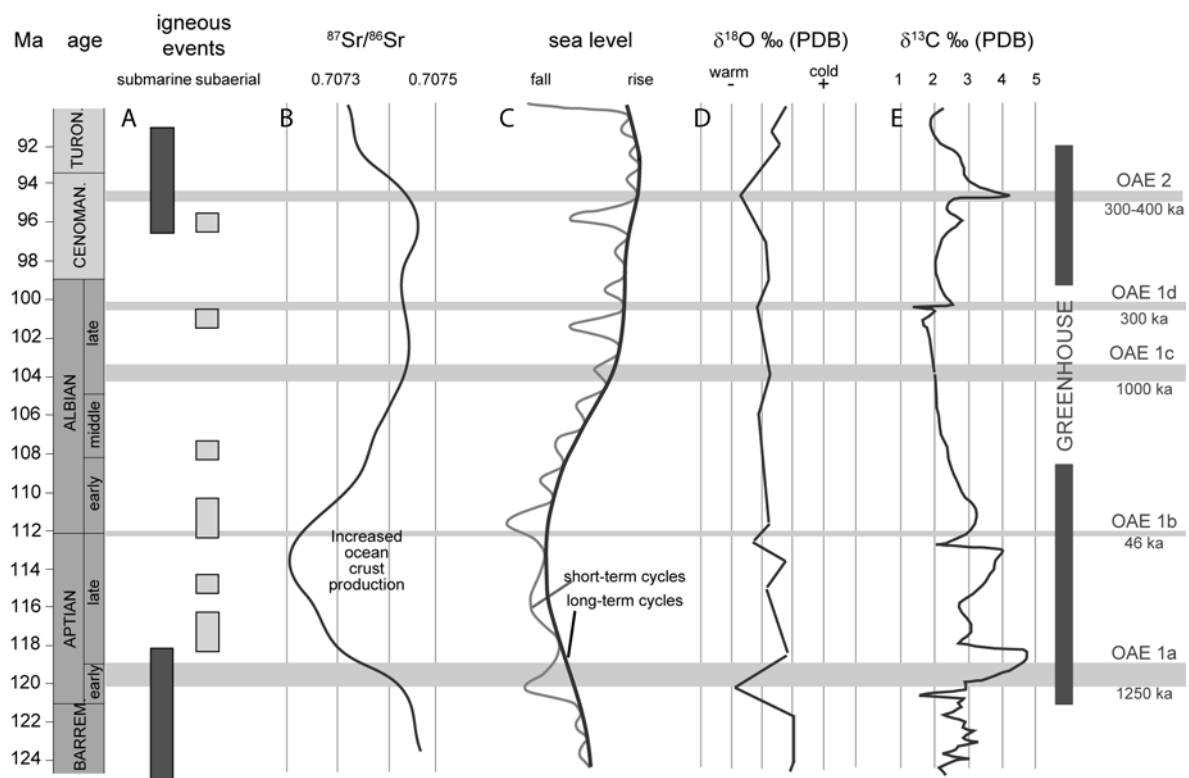 Ma age
igneous
events
submarine subaerial
⁸⁷Sr/⁸⁶Sr
0.7073 0.7075
sea level
fall rise
δ¹⁸O ‰ (PDB)
warm cold
- +
δ¹³C ‰ (PDB)
1 2 3 4 5
A B C D E
92
94
96
98
100
102
104
106
108
110
112
114
116
118
120
122
124
TURON.
CENOMAN.
ALBIAN
late
middle
early
APTIAN
late
early
BARREM.
Increased
ocean
crust
production
short-term cycles
long-term cycles
GREENHOUSE
OAE 2
300-400 ka
OAE 1d
300 ka
OAE 1c
1000 ka
OAE 1b
46 ka
OAE 1a
1250 ka